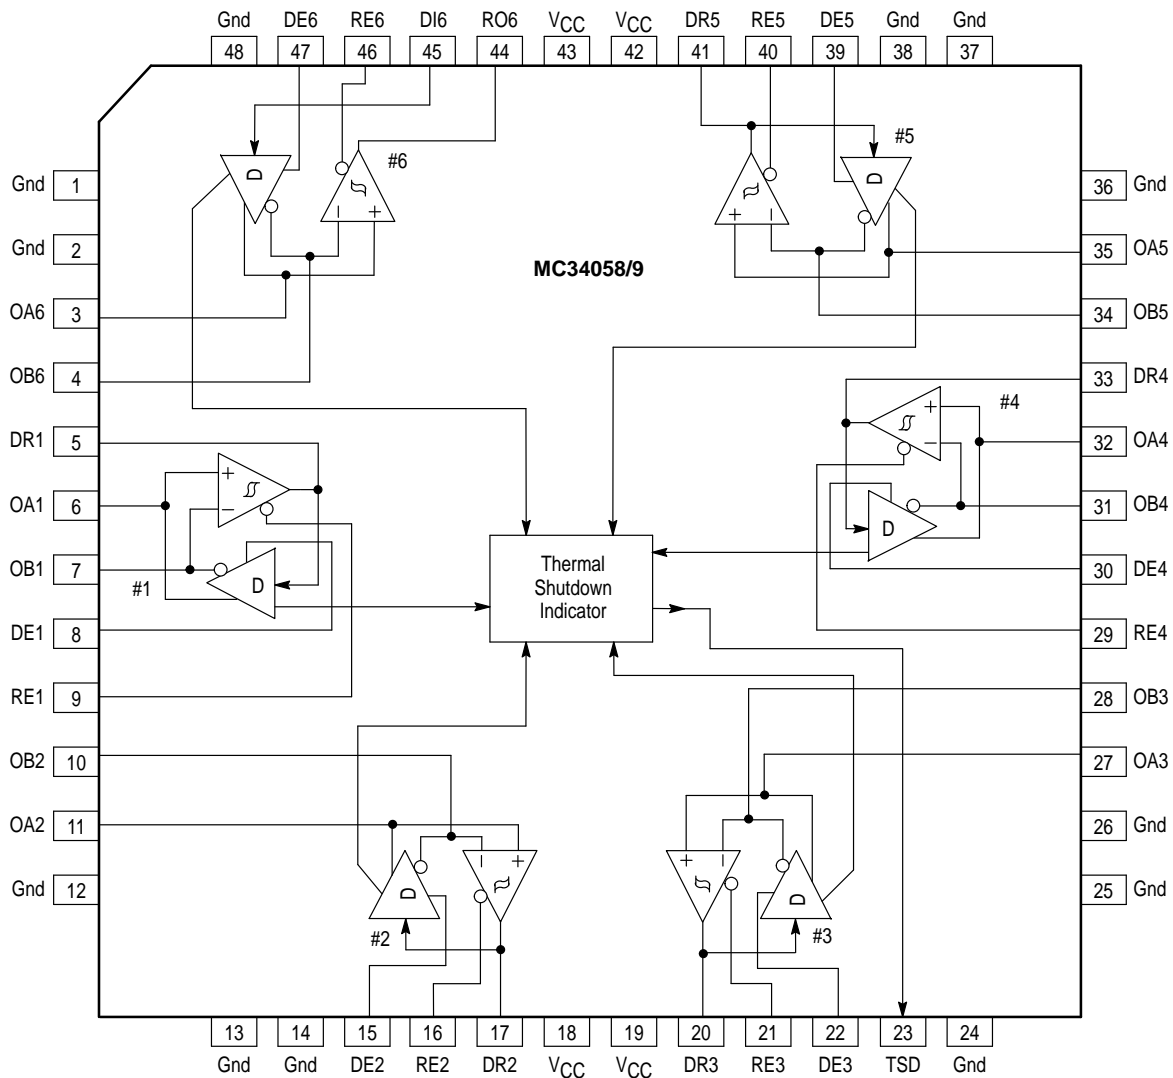 Gnd DE6 RE6 DI6 RO6 VCC VCC DR5 RE5 DE5 Gnd Gnd
48 47 46 45 44 43 42 41 40 39 38 37
D #6 #5 D
Gnd 1 36 Gnd
− + + −
Gnd 2 35 OA5
MC34058/9
OA6 3 34 OB5
OB6 4 33 DR4
+ #4
DR1 5 32 OA4
+ −
OA1 6 31 OB4
− D
OB7 7 30 DE4
#1 D
Thermal
Shutdown
Indicator
DE1 8 29 RE4
RE1 9 28 OB3
OB2 10 27 OA3
OA2 11 26 Gnd
− + + −
Gnd 12 25 Gnd
D D
#2 #3
13 14 15 16 17 18 19 20 21 22 23 24
Gnd Gnd DE2 RE2 DR2 VCC VCC DR3 RE3 DE3 TSD Gnd